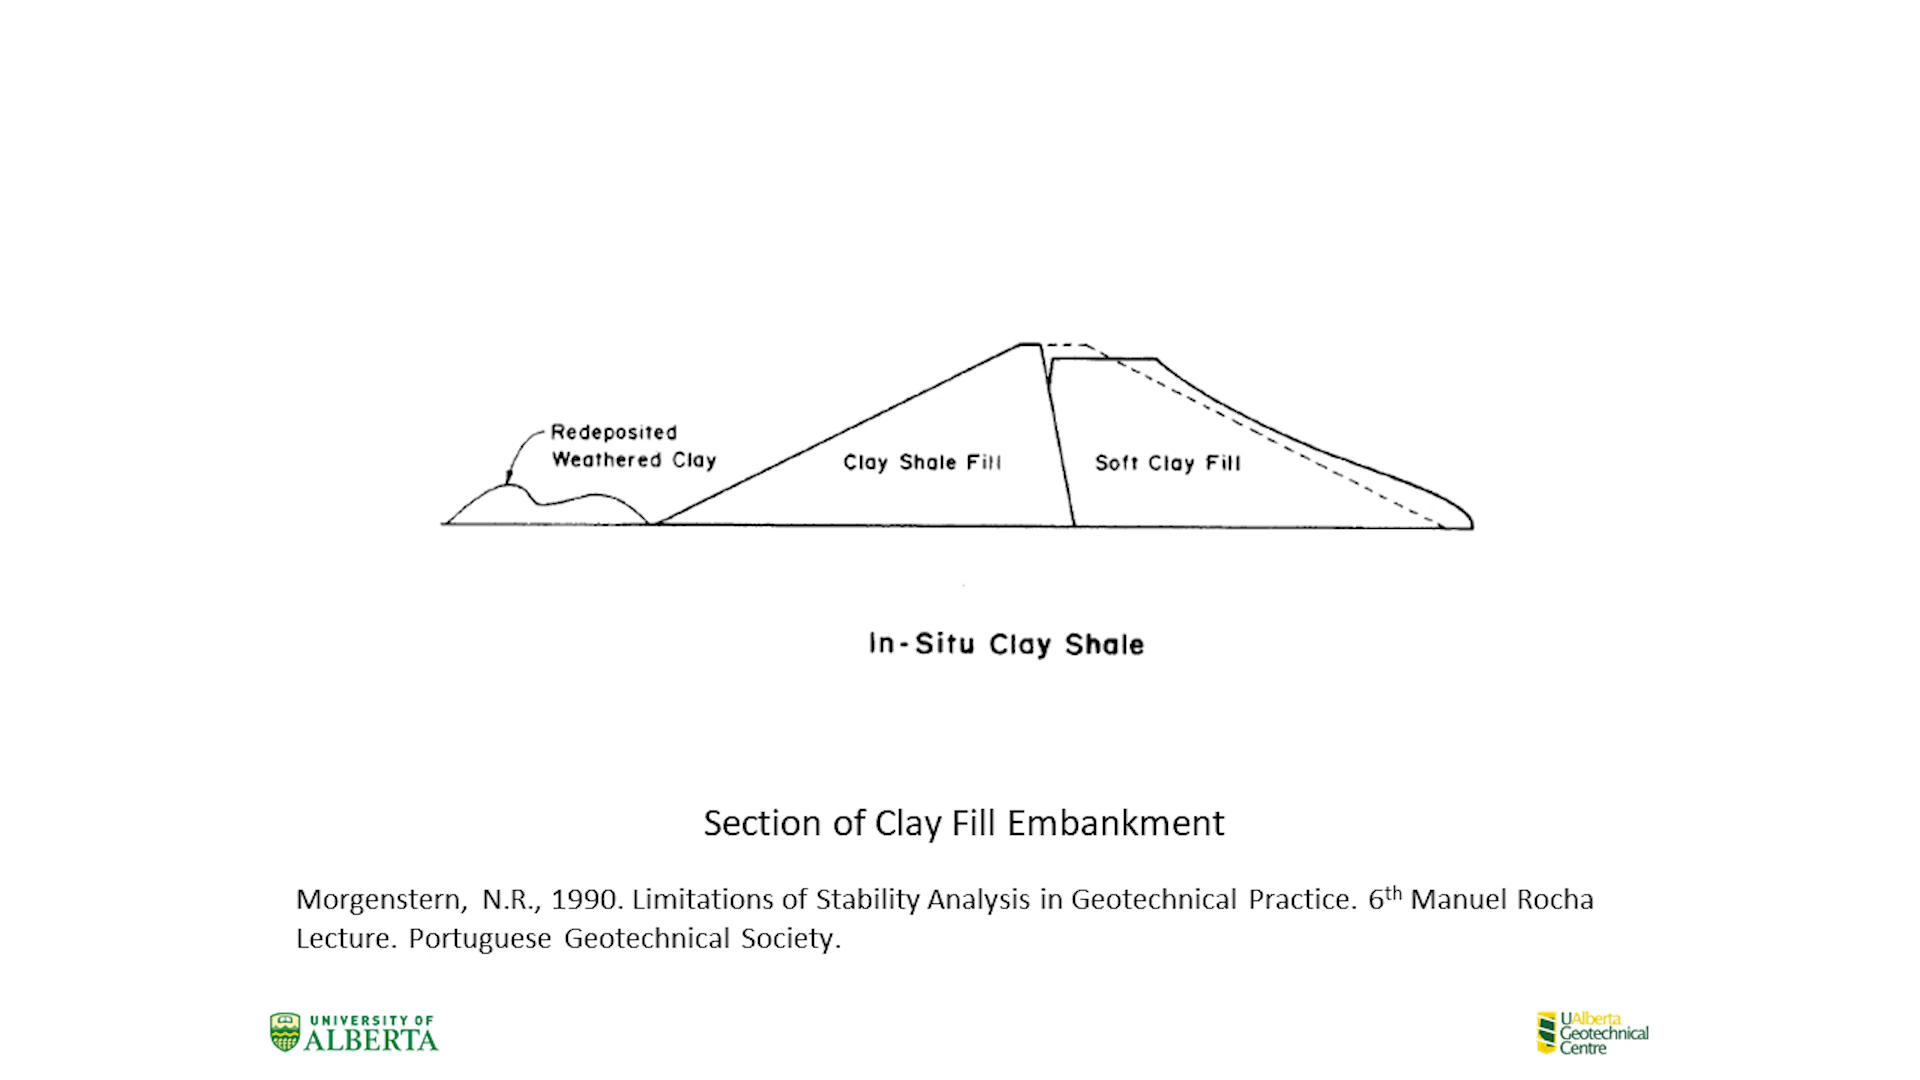 Redeposited
Weathered Clay
Clay Shale Fill
Soft Clay Fill
In-Situ Clay Shale
Section of Clay Fill Embankment
Morgenstern, N.R., 1990. Limitations of Stability Analysis in Geotechnical Practice. 6th Manuel Rocha
Lecture. Portuguese Geotechnical Society.
UNIVERSITY OF
ALBERTA
UAlberta
Geotechnical
Centre